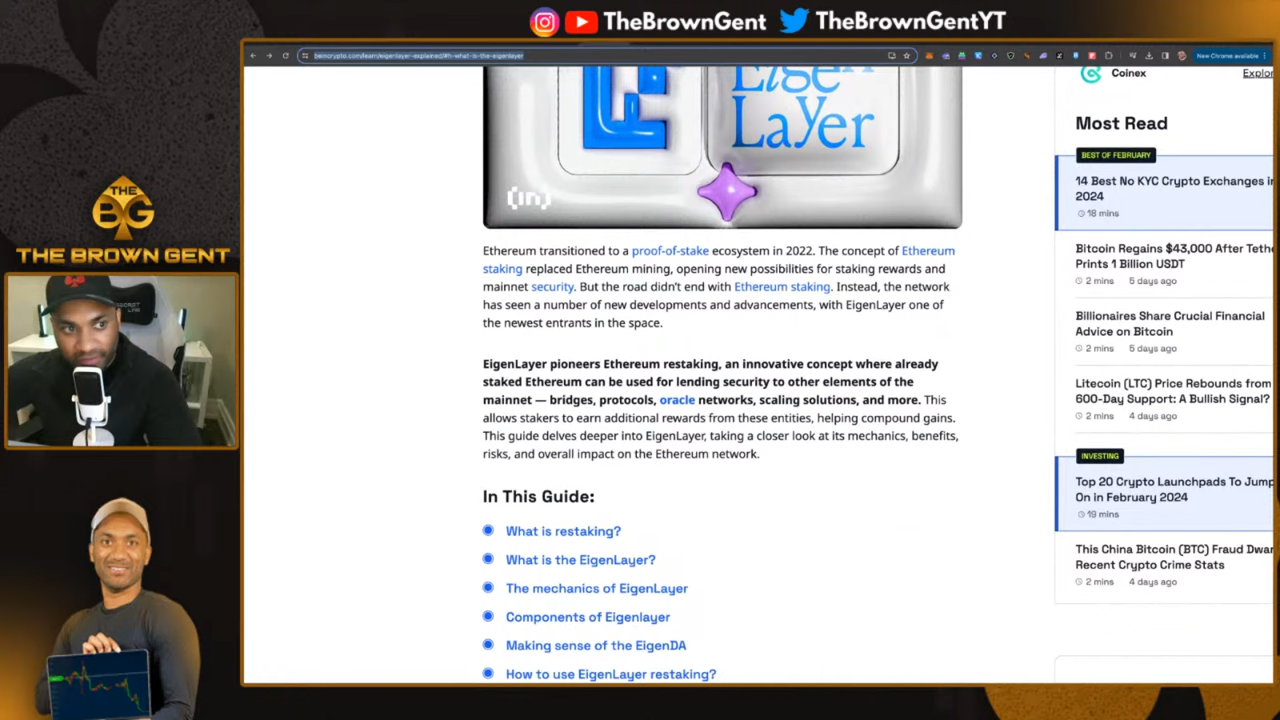 TheBrownGent TheBrownGentYT
beincrypto.com/learn/eigenlayer-explained/#h-what-is-the-eigenlayer
New Chrome available
THE
BG
THE BROWN GENT
Eigen
Layer
(in)
Ethereum transitioned to a proof-of-stake ecosystem in 2022. The concept of Ethereum
staking replaced Ethereum mining, opening new possibilities for staking rewards and
mainnet security. But the road didn't end with Ethereum staking. Instead, the network
has seen a number of new developments and advancements, with EigenLayer one of
the newest entrants in the space.
EigenLayer pioneers Ethereum restaking, an innovative concept where already
staked Ethereum can be used for lending security to other elements of the
mainnet — bridges, protocols, oracle networks, scaling solutions, and more. This
allows stakers to earn additional rewards from these entities, helping compound gains.
This guide delves deeper into EigenLayer, taking a closer look at its mechanics, benefits,
risks, and overall impact on the Ethereum network.
In This Guide:
What is restaking?
What is the EigenLayer?
The mechanics of EigenLayer
Components of Eigenlayer
Making sense of the EigenDA
How to use EigenLayer restaking?
Coinex Explor
Most Read
BEST OF FEBRUARY
14 Best No KYC Crypto Exchanges in
2024
18 mins
Bitcoin Regains $43,000 After Teth
Prints 1 Billion USDT
2 mins 5 days ago
Billionaires Share Crucial Financial
Advice on Bitcoin
2 mins 5 days ago
Litecoin (LTC) Price Rebounds from
600-Day Support: A Bullish Signal?
2 mins 4 days ago
INVESTING
Top 20 Crypto Launchpads To Jump
On in February 2024
19 mins
This China Bitcoin (BTC) Fraud Dwar
Recent Crypto Crime Stats
2 mins 4 days ago